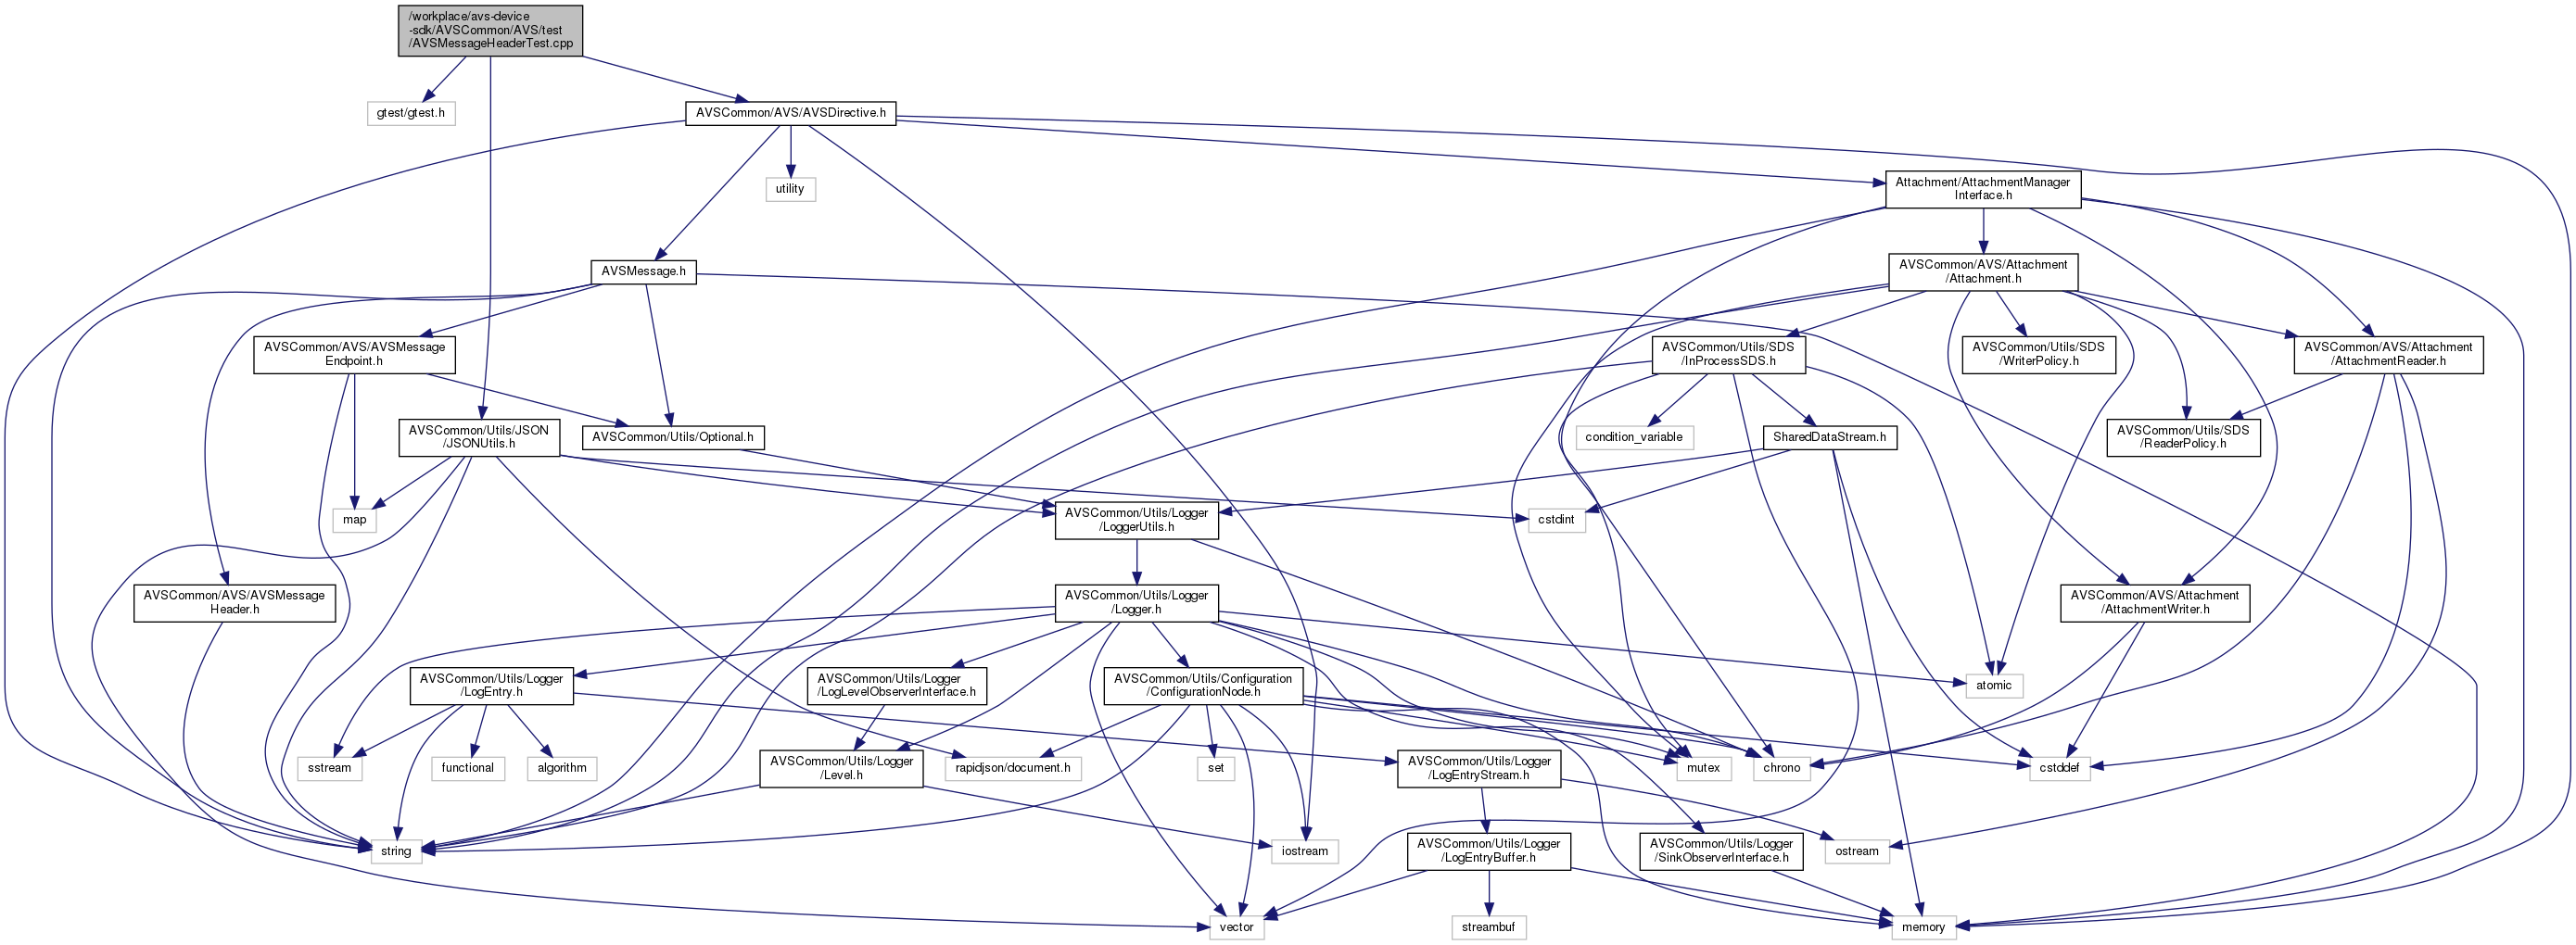 /workplace/avs-device
-sdk/AVSCommon/AVS/test
/AVSMessageHeaderTest.cpp
gtest/gtest.h
AVSCommon/AVS/AVSDirective.h
utility
Attachment/AttachmentManager
Interface.h
AVSMessage.h
AVSCommon/AVS/Attachment
/Attachment.h
AVSCommon/AVS/AVSMessage
Endpoint.h
AVSCommon/Utils/SDS
/InProcessSDS.h
AVSCommon/Utils/SDS
/WriterPolicy.h
AVSCommon/AVS/Attachment
/AttachmentReader.h
AVSCommon/Utils/JSON
/JSONUtils.h
AVSCommon/Utils/Optional.h
condition_variable
SharedDataStream.h
AVSCommon/Utils/SDS
/ReaderPolicy.h
map
AVSCommon/Utils/Logger
/LoggerUtils.h
cstdint
AVSCommon/AVS/AVSMessage
Header.h
AVSCommon/Utils/Logger
/Logger.h
AVSCommon/AVS/Attachment
/AttachmentWriter.h
AVSCommon/Utils/Logger
/LogEntry.h
AVSCommon/Utils/Logger
/LogLevelObserverInterface.h
AVSCommon/Utils/Configuration
/ConfigurationNode.h
atomic
sstream
functional
algorithm
AVSCommon/Utils/Logger
/Level.h
rapidjson/document.h
set
AVSCommon/Utils/Logger
/LogEntryStream.h
mutex
chrono
cstddef
string
iostream
AVSCommon/Utils/Logger
/LogEntryBuffer.h
AVSCommon/Utils/Logger
/SinkObserverInterface.h
ostream
vector
streambuf
memory